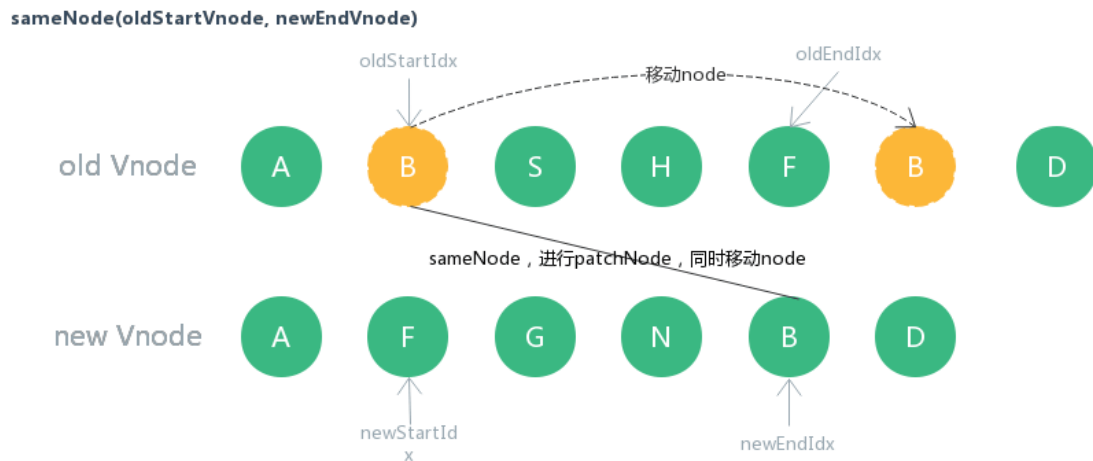 sameNode(oldStartVnode, newEndVnode)
oldStartIdx
oldEndIdx
移动node
old Vnode A B S H F B D
sameNode，进行patchNode，同时移动node
new Vnode A F G N B D
newStartId
x
newEndIdx